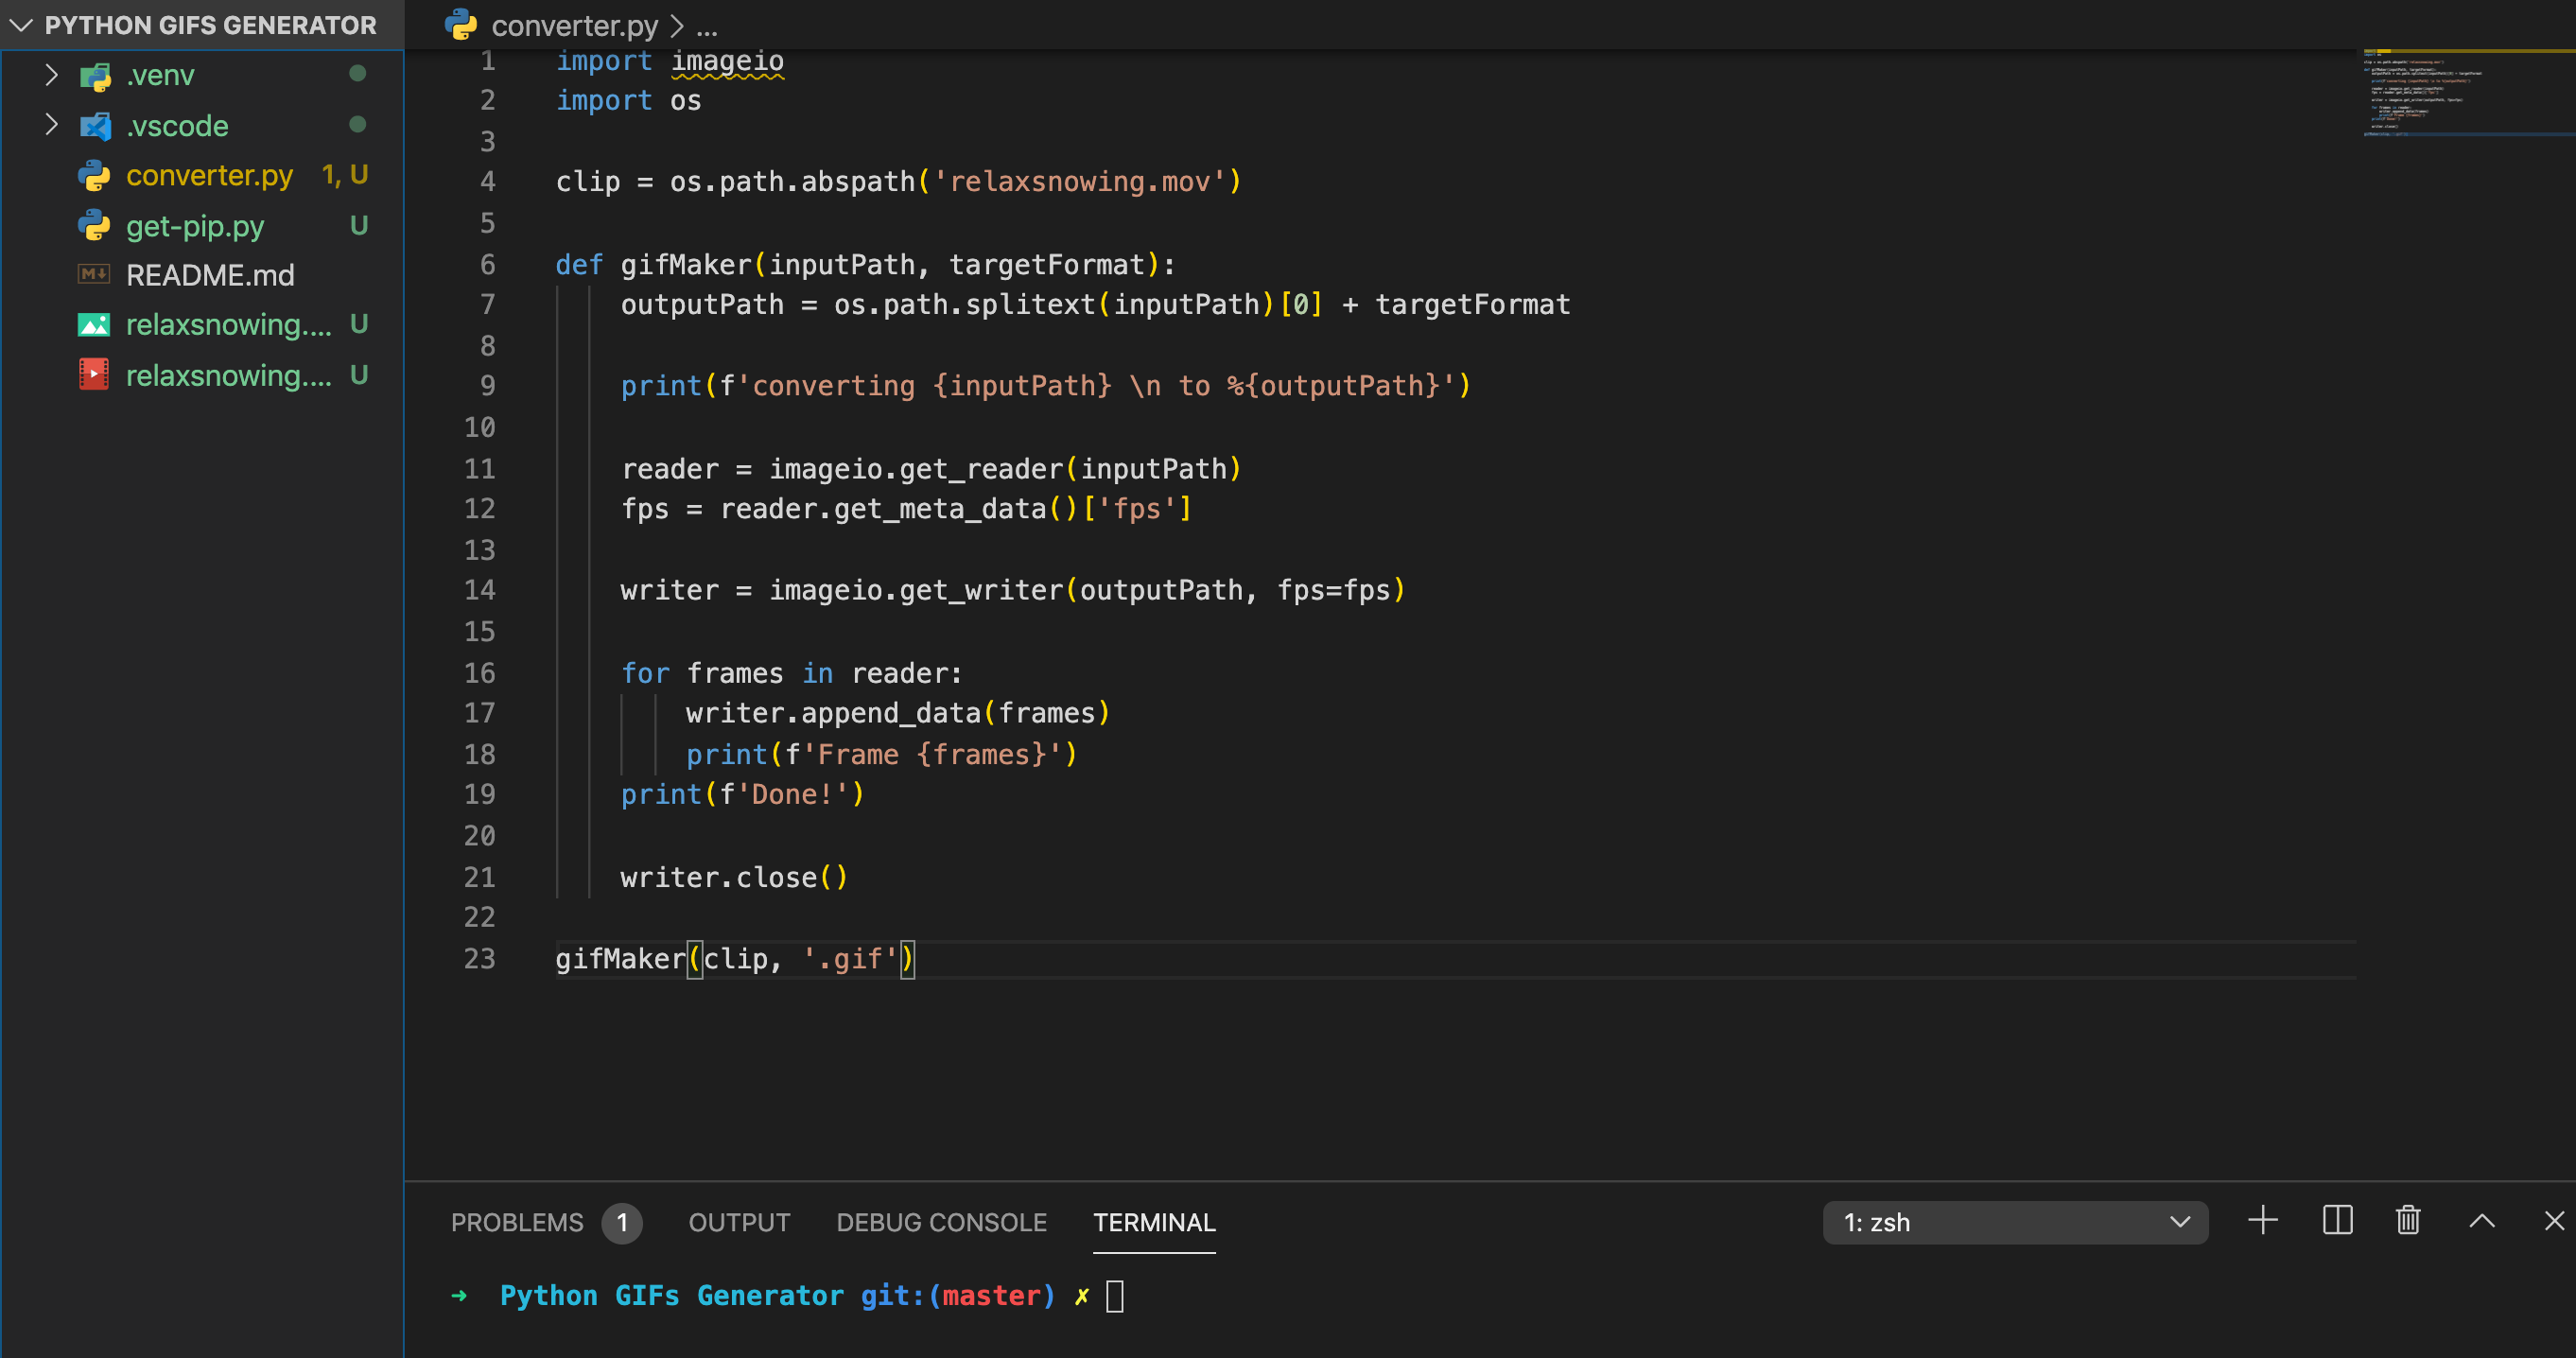 PYTHON GIFS GENERATOR
.venv
.vscode
converter.py 1, U
get-pip.py U
README.md
relaxsnowing.... U
relaxsnowing.... U
converter.py > ...
1 import imageio
2 import os
3
4 clip = os.path.abspath('relaxsnowing.mov')
5
6 def gifMaker(inputPath, targetFormat):
7 outputPath = os.path.splitext(inputPath)[0] + targetFormat
8
9 print(f'converting {inputPath} \n to %{outputPath}')
10
11 reader = imageio.get_reader(inputPath)
12 fps = reader.get_meta_data()['fps']
13
14 writer = imageio.get_writer(outputPath, fps=fps)
15
16 for frames in reader:
17 writer.append_data(frames)
18 print(f'Frame {frames}')
19 print(f'Done!')
20
21 writer.close()
22
23 gifMaker(clip, '.gif')
PROBLEMS 1 OUTPUT DEBUG CONSOLE TERMINAL 1: zsh
➜ Python GIFs Generator git:(master) ✗